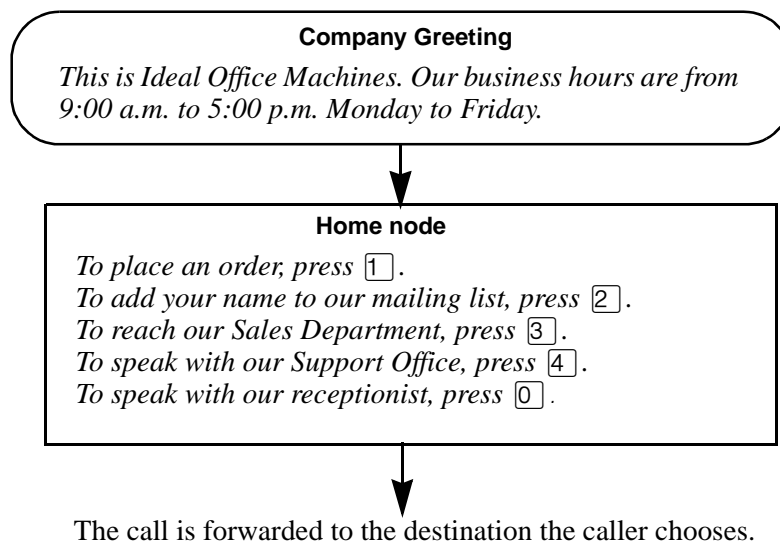 Company Greeting
This is Ideal Office Machines. Our business hours are from
9:00 a.m. to 5:00 p.m. Monday to Friday.
Home node
To place an order, press 1 .
To add your name to our mailing list, press 2 .
To reach our Sales Department, press 3 .
To speak with our Support Office, press 4 .
To speak with our receptionist, press 0 .
The call is forwarded to the destination the caller chooses.